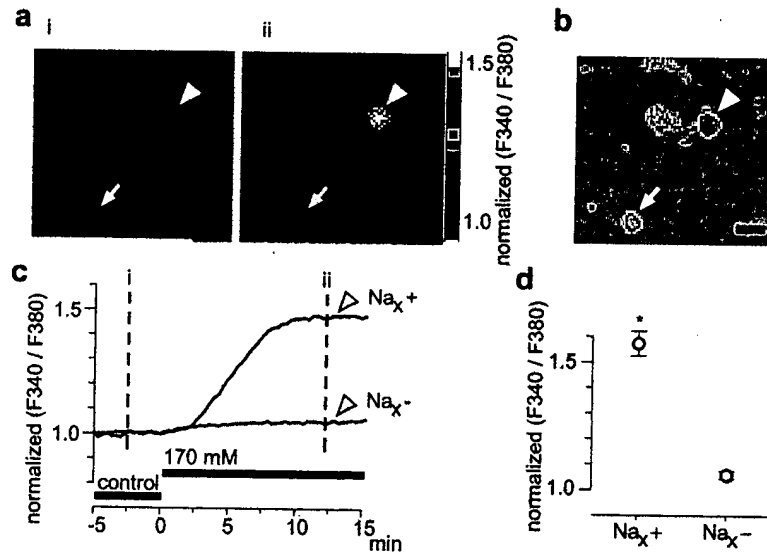 a
i
ii
1.5
1.0
normalized (F340 / F380)
b
c
i
ii
normalized (F340 / F380)
1.5
1.0
Nax+
Nax-
170 mM
control
-5
0
5
10
15
min
d
normalized (F340 / F380)
1.5
1.0
*
Nax+
Nax-